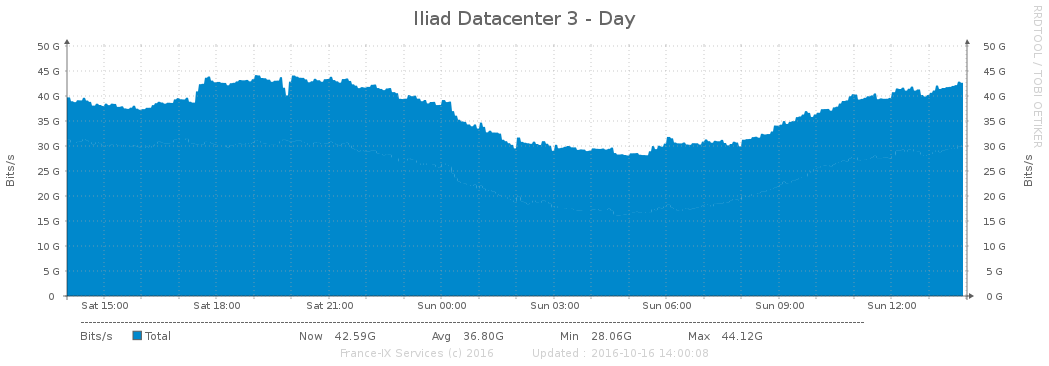 Iliad Datacenter 3 - Day
RRDTOOL / TOBI OETIKER
50 G 50 G
45 G 45 G
40 G 40 G
35 G 35 G
30 G 30 G
25 G 25 G
20 G 20 G
15 G 15 G
10 G 10 G
5 G 5 G
0 0 G
Bits/s Bits/s
Sat 15:00 Sat 18:00 Sat 21:00 Sun 00:00 Sun 03:00 Sun 06:00 Sun 09:00 Sun 12:00
Bits/s Total Now 42.59G Avg 36.80G Min 28.06G Max 44.12G
France-IX Services (c) 2016 Updated : 2016-10-16 14:00:08